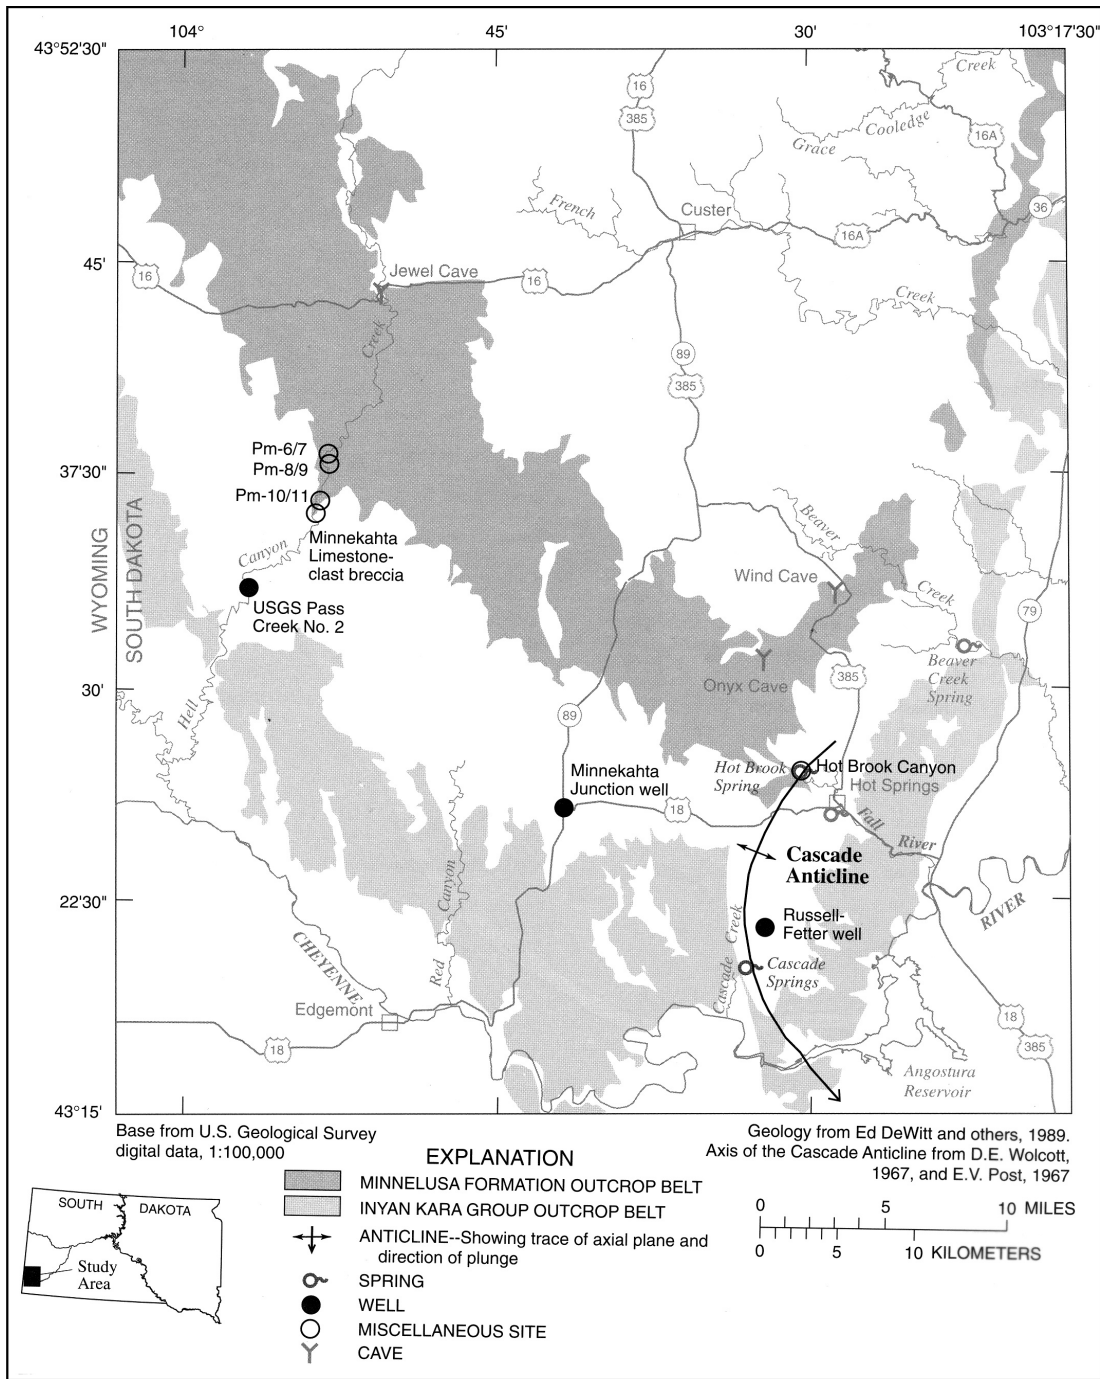 104°
45'
30'
103°17'30"
43°52'30"
16
385
Creek
Cooledge
Grace
16A
French
Custer
36
16A
45'
16
Jewel Cave
16
Creek
Creek
89
385
Pm-6/7
Pm-8/9
37'30"
Pm-10/11
Minnekahta
Limestone-
clast breccia
Canyon
WYOMING
SOUTH DAKOTA
USGS Pass
Creek No. 2
Beaver
Wind Cave
Creek
79
Beaver
Creek
Spring
Onyx Cave
385
30'
Hell
89
Hot Brook
Spring
Hot Brook Canyon
Hot Springs
Minnekahta
Junction well
18
Fall
River
Cascade
Anticline
Canyon
Red
22'30"
RIVER
Russell-
Fetter well
Cascade Creek
Cascade
Springs
CHEYENNE
Edgemont
18
18
385
Angostura
Reservoir
43°15'
Base from U.S. Geological Survey
digital data, 1:100,000
Geology from Ed DeWitt and others, 1989.
Axis of the Cascade Anticline from D.E. Wolcott,
1967, and E.V. Post, 1967
EXPLANATION
MINNELUSA FORMATION OUTCROP BELT
INYAN KARA GROUP OUTCROP BELT
ANTICLINE--Showing trace of axial plane and
direction of plunge
SPRING
WELL
MISCELLANEOUS SITE
CAVE
0 5 10 MILES
0 5 10 KILOMETERS
SOUTH DAKOTA
Study
Area